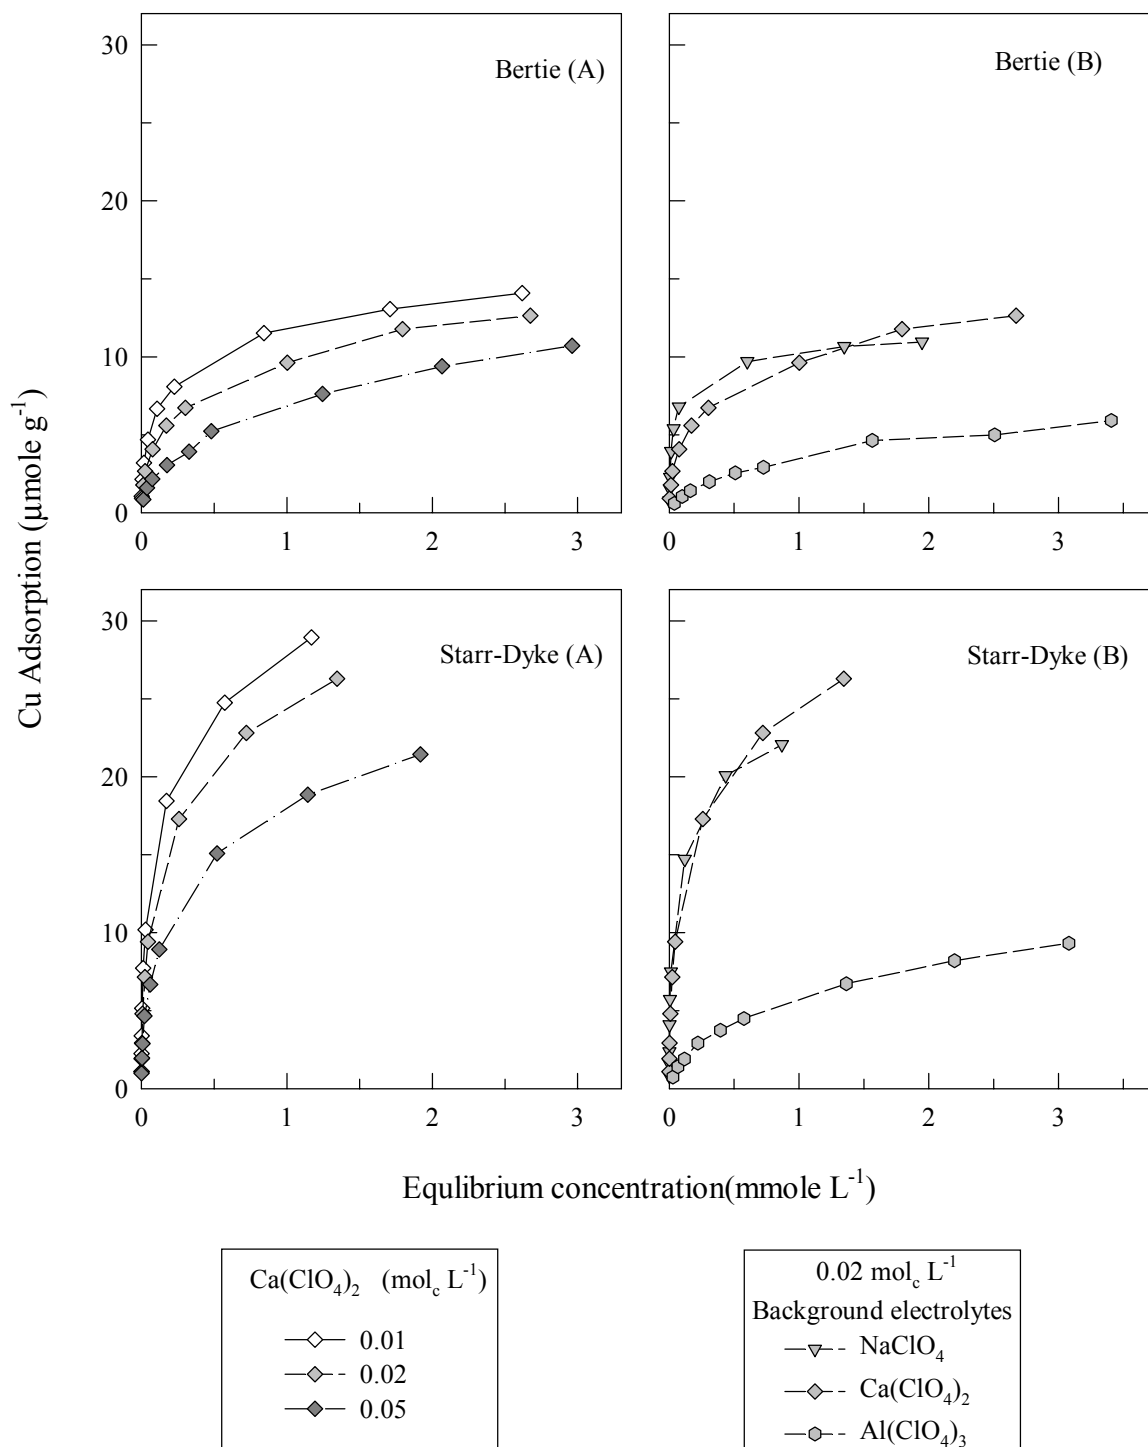 Cu Adsorption (µmole g⁻¹)
Bertie (A)
30
20
10
0
0 1 2 3
Bertie (B)
0 1 2 3
Starr-Dyke (A)
30
20
10
0
0 1 2 3
Starr-Dyke (B)
0 1 2 3
Equlibrium concentration(mmole L⁻¹)
Ca(ClO₄)₂ (mol_c L⁻¹)
0.01
0.02
0.05
0.02 mol_c L⁻¹
Background electrolytes
NaClO₄
Ca(ClO₄)₂
Al(ClO₄)₃